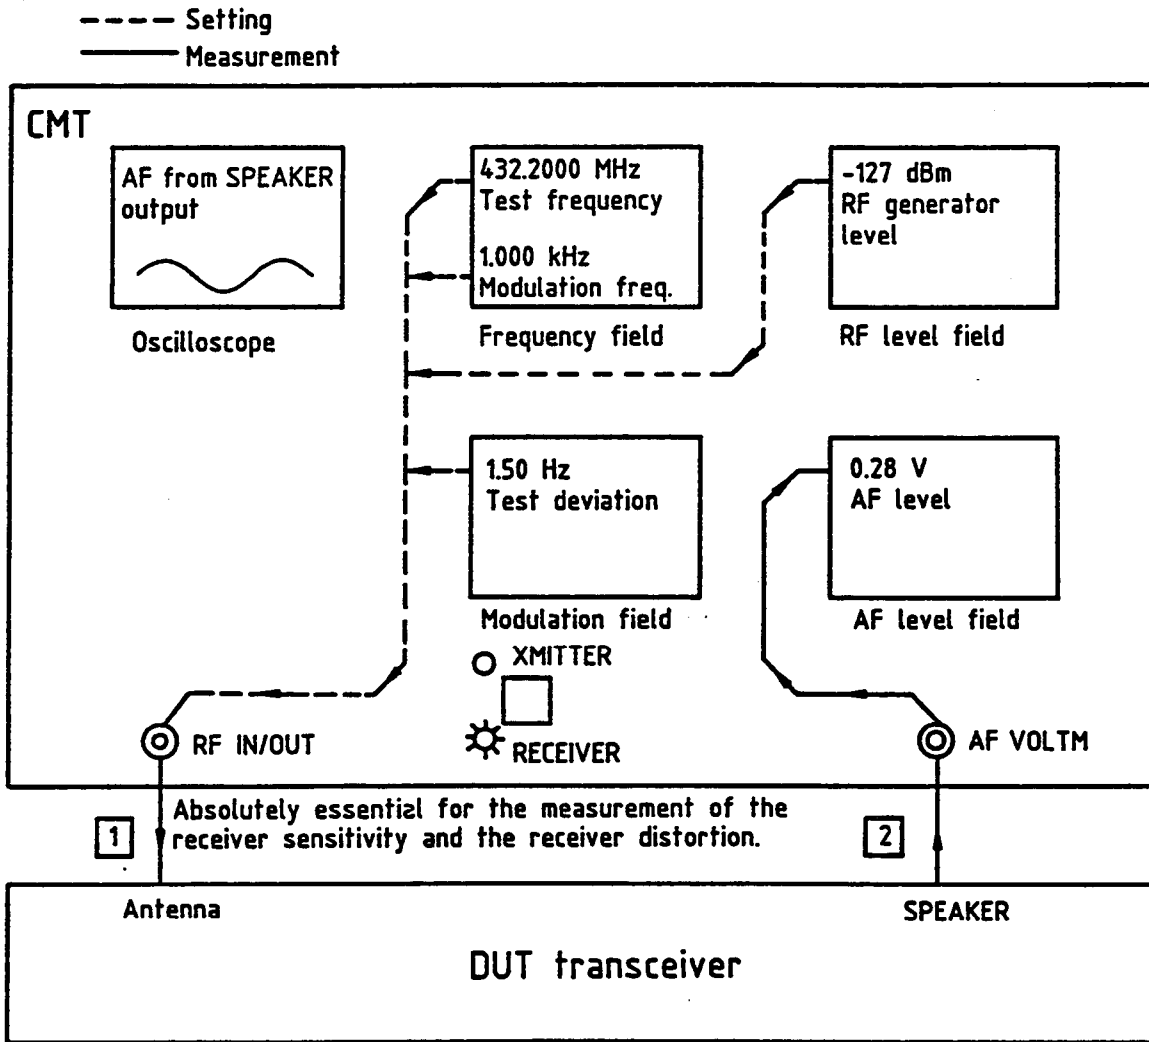 Setting
Measurement
CMT
AF from SPEAKER
output
Oscilloscope
432.2000 MHz
Test frequency
1.000 kHz
Modulation freq.
Frequency field
-127 dBm
RF generator
level
RF level field
1.50 Hz
Test deviation
Modulation field
0.28 V
AF level
AF level field
XMITTER
RECEIVER
RF IN/OUT
AF VOLTM
1
Absolutely essential for the measurement of the
receiver sensitivity and the receiver distortion.
2
Antenna
SPEAKER
DUT transceiver